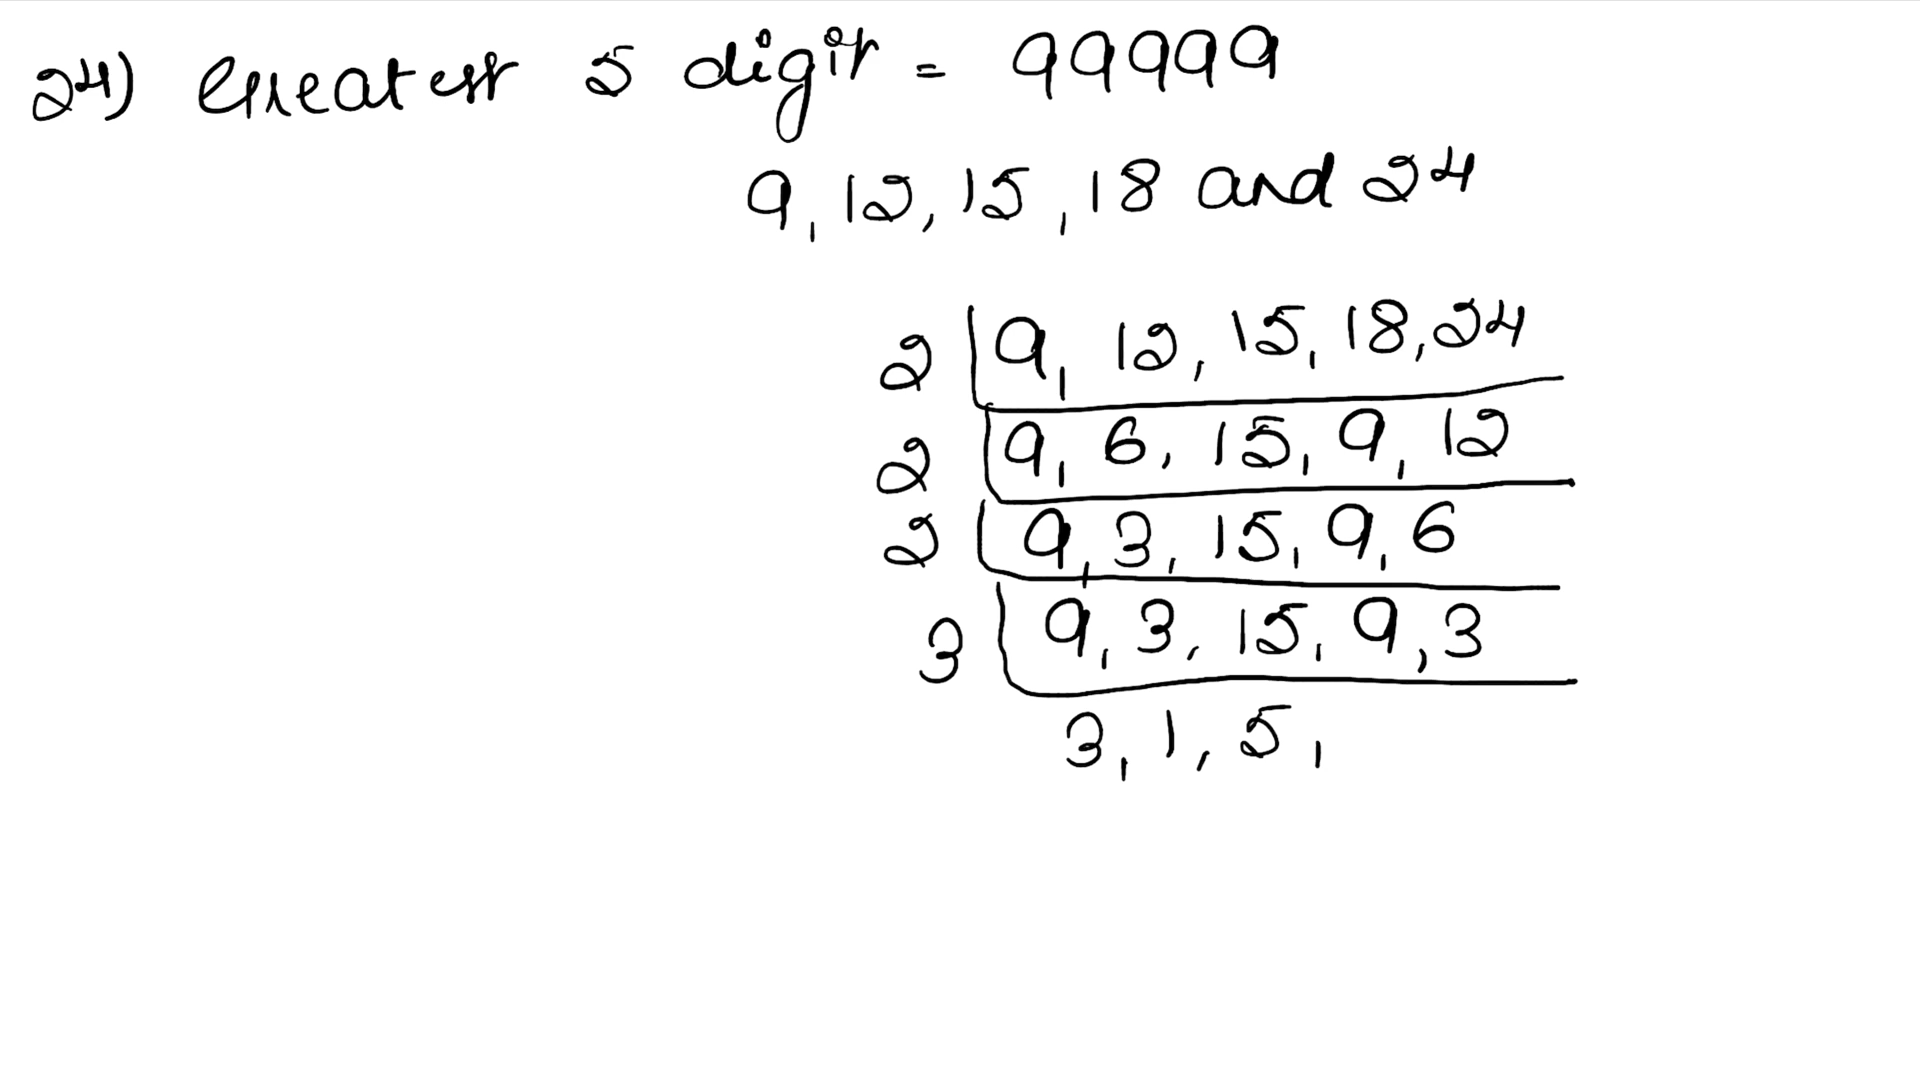 24) Greatest 5 digit = 99999
9, 12, 15, 18 and 24
2 | 9, 12, 15, 18, 24
2 | 9, 6, 15, 9, 12
2 | 9, 3, 15, 9, 6
3 | 9, 3, 15, 9, 3
3, 1, 5,